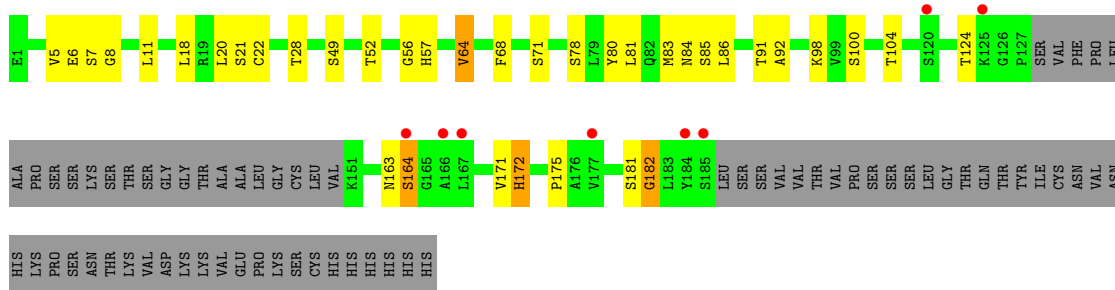 E1 V5 E6 S7 G8 L11 L18 R19 L20 S21 C22 T28 S49 T52 G56 H57 V64 F68 S71 S78 L79 Y80 L81 Q82 M83 N84 S85 L86 T91 A92 K98 V99 S100 T104 S120 T124 K125 G126 P127 SER VAL PHE PRO LEU
ALA PRO SER SER LYS SER THR SER GLY GLY THR ALA ALA LEU GLY CYS LEU VAL K151 N163 S164 G165 A166 L167 V171 H172 P175 A176 V177 S181 G182 L183 Y184 S185 LEU SER SER VAL VAL THR VAL PRO SER SER SER LEU GLY THR GLN THR TYR ILE CYS ASN VAL ASN
HIS LYS PRO SER ASN THR LYS VAL ASP LYS LYS VAL GLU PRO LYS SER CYS HIS HIS HIS HIS HIS HIS